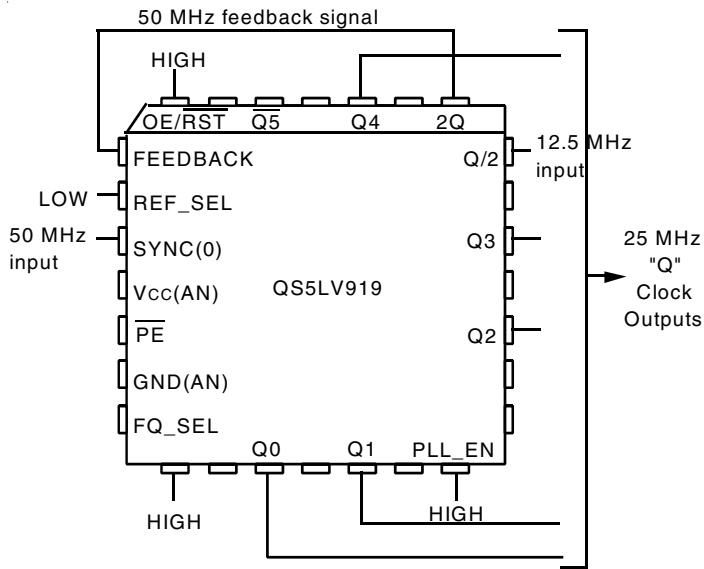 50 MHz feedback signal
HIGH
OE/RST Q5 Q4 2Q
FEEDBACK
Q/2
12.5 MHz
input
LOW
REF_SEL
50 MHz
input
SYNC(0)
Q3
25 MHz
"Q"
Clock
Outputs
VCC(AN)
QS5LV919
PE
Q2
GND(AN)
FQ_SEL
Q0 Q1 PLL_EN
HIGH
HIGH